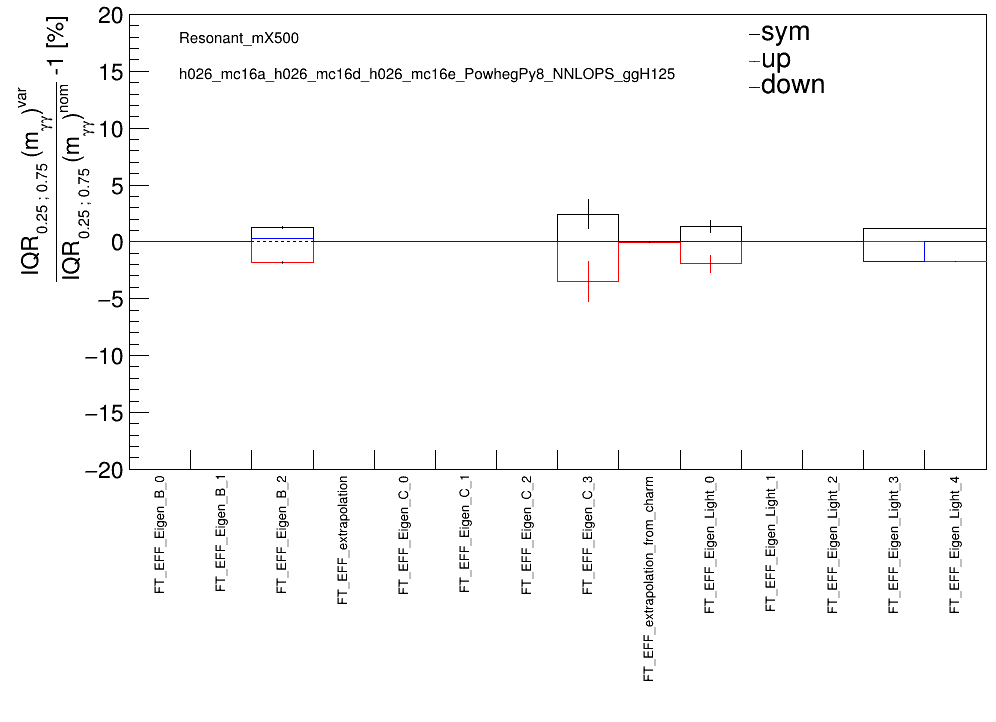 IQR0.25 ; 0.75 (mγγ)var
IQR0.25 ; 0.75 (mγγ)nom
-1 [%]
20
15
10
5
0
−5
−10
−15
−20
Resonant_mX500
h026_mc16a_h026_mc16d_h026_mc16e_PowhegPy8_NNLOPS_ggH125
sym
up
down
FT_EFF_Eigen_B_0
FT_EFF_Eigen_B_1
FT_EFF_Eigen_B_2
FT_EFF_extrapolation
FT_EFF_Eigen_C_0
FT_EFF_Eigen_C_1
FT_EFF_Eigen_C_2
FT_EFF_Eigen_C_3
FT_EFF_extrapolation_from_charm
FT_EFF_Eigen_Light_0
FT_EFF_Eigen_Light_1
FT_EFF_Eigen_Light_2
FT_EFF_Eigen_Light_3
FT_EFF_Eigen_Light_4